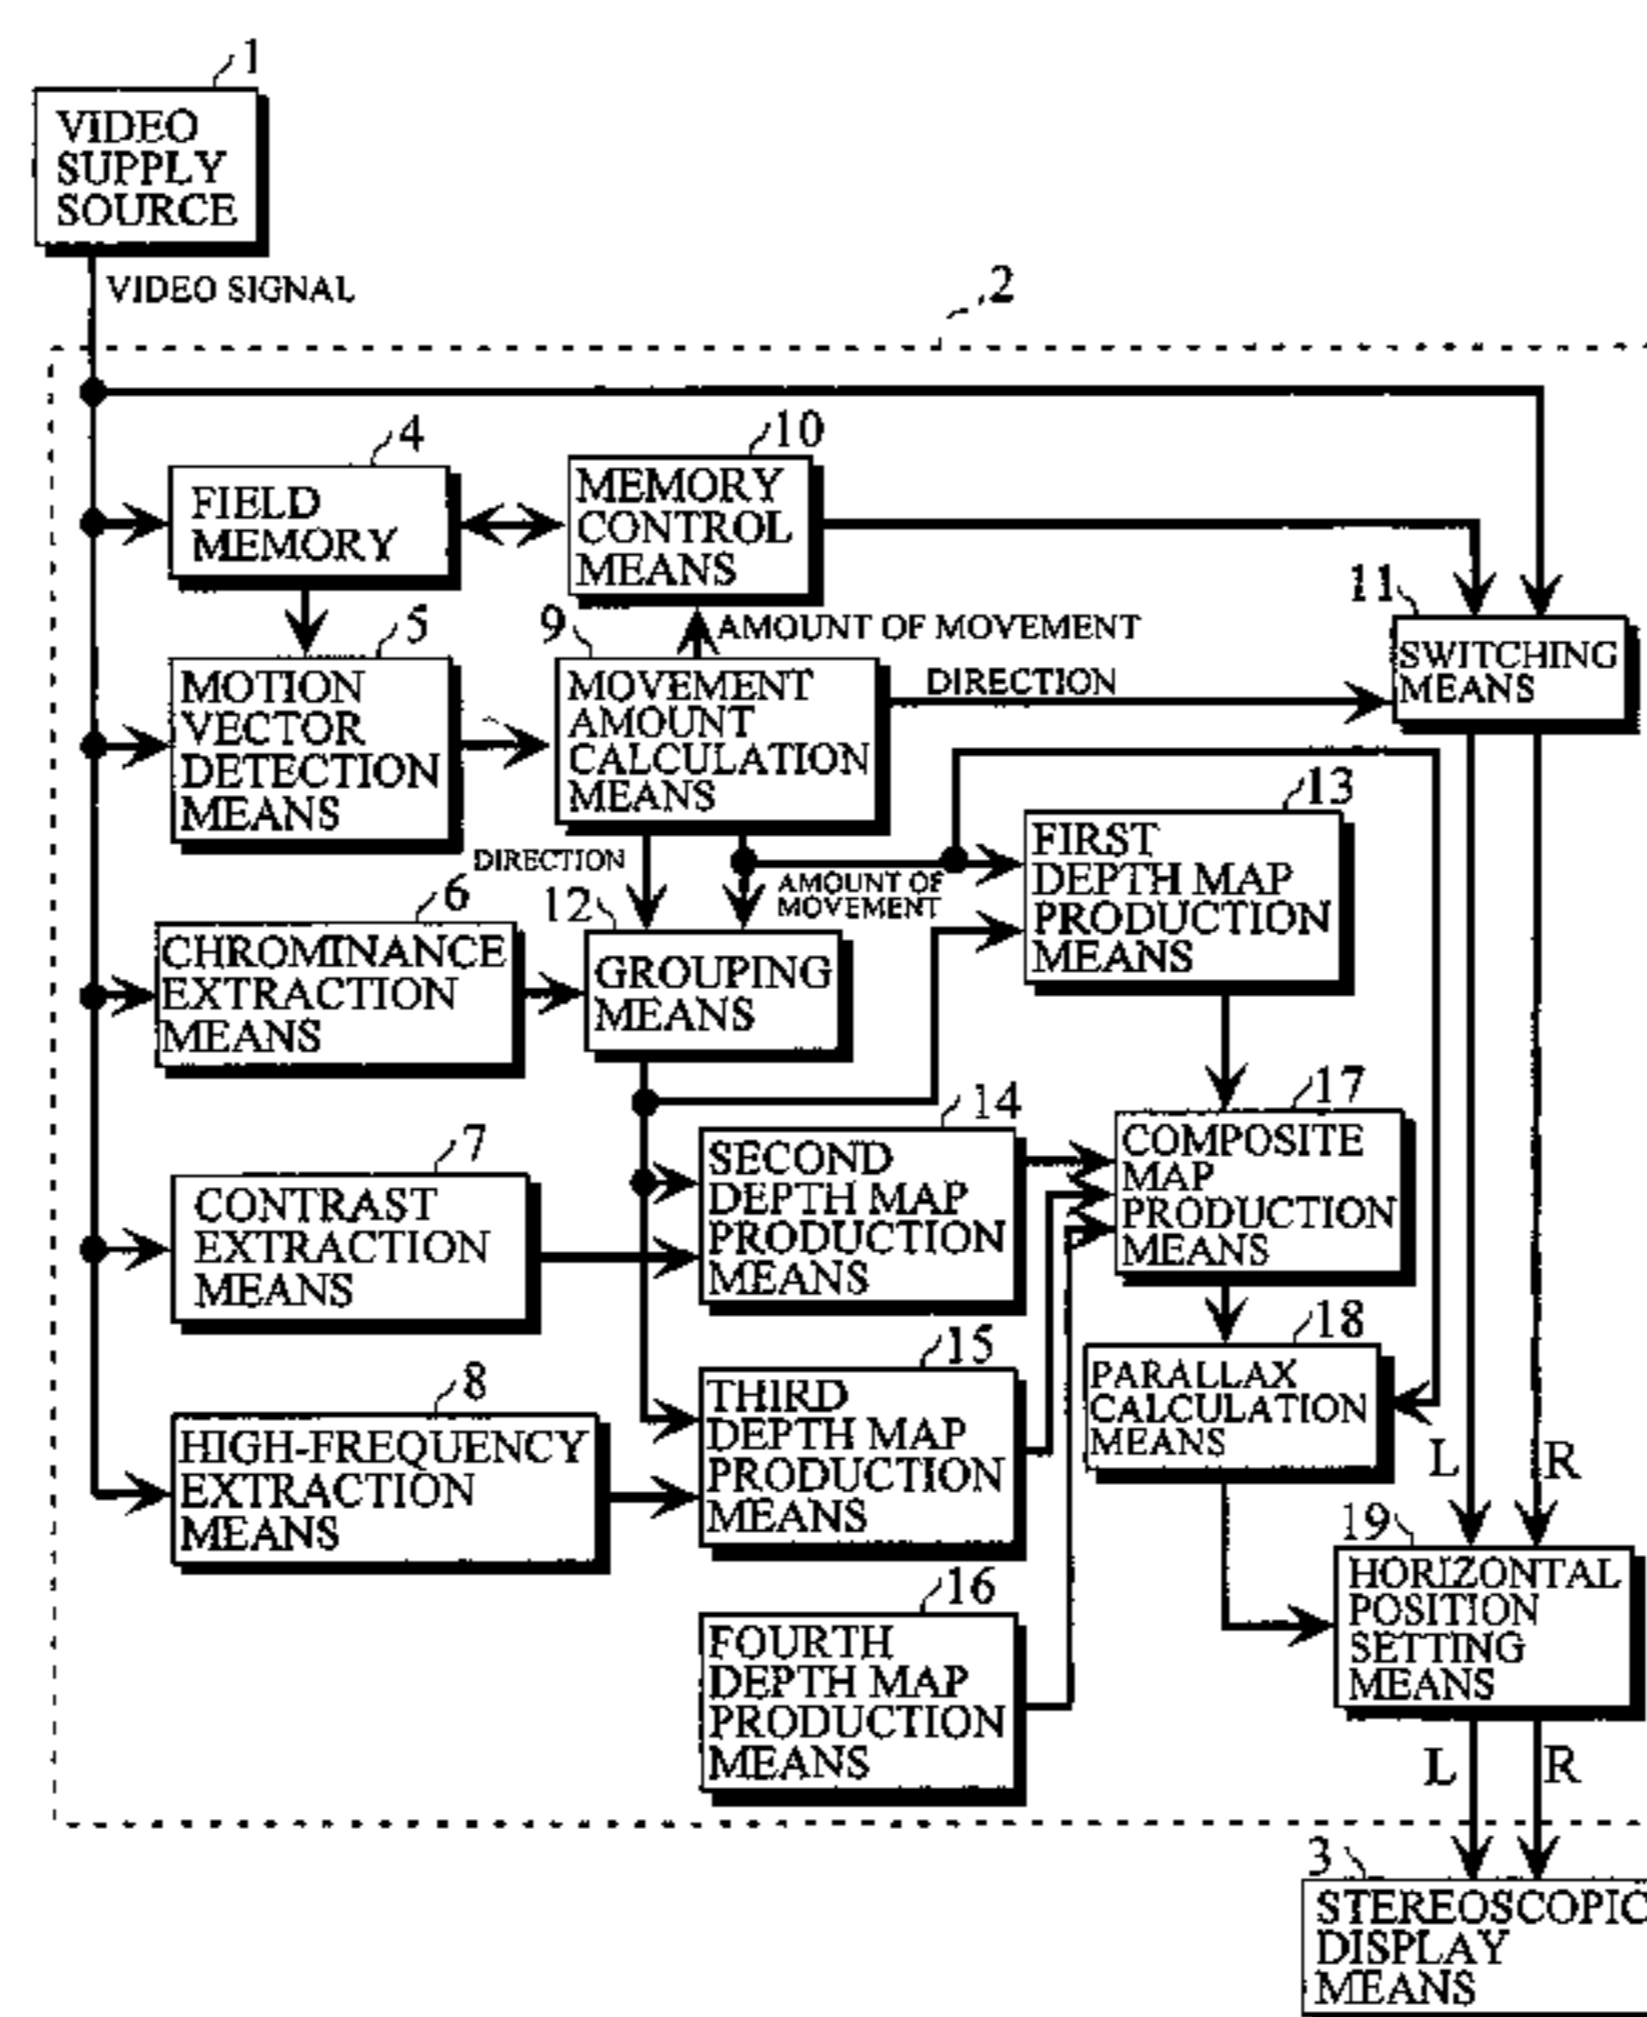 1
VIDEO
SUPPLY
SOURCE
VIDEO SIGNAL
2
4
FIELD
MEMORY
10
MEMORY
CONTROL
MEANS
11
SWITCHING
MEANS
5
MOTION
VECTOR
DETECTION
MEANS
9
AMOUNT OF MOVEMENT
MOVEMENT
AMOUNT
CALCULATION
MEANS
DIRECTION
DIRECTION
AMOUNT OF
MOVEMENT
13
FIRST
DEPTH MAP
PRODUCTION
MEANS
6
CHROMINANCE
EXTRACTION
MEANS
12
GROUPING
MEANS
7
CONTRAST
EXTRACTION
MEANS
14
SECOND
DEPTH MAP
PRODUCTION
MEANS
17
COMPOSITE
MAP
PRODUCTION
MEANS
8
HIGH-FREQUENCY
EXTRACTION
MEANS
15
THIRD
DEPTH MAP
PRODUCTION
MEANS
18
PARALLAX
CALCULATION
MEANS
L
R
16
FOURTH
DEPTH MAP
PRODUCTION
MEANS
19
HORIZONTAL
POSITION
SETTING
MEANS
L
R
3
STEREOSCOPIC
DISPLAY
MEANS